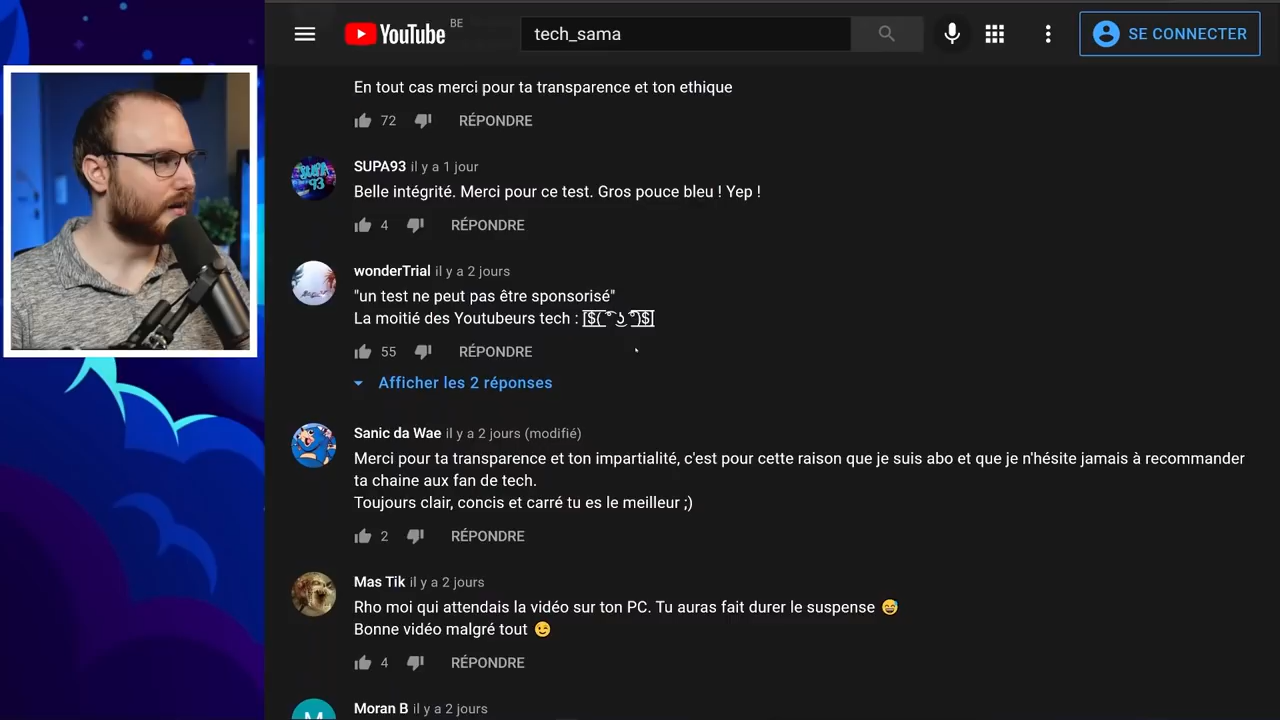 YouTube BE
tech_sama
SE CONNECTER
En tout cas merci pour ta transparence et ton ethique
72 RÉPONDRE
SUPA93 il y a 1 jour
SUPA
93
Belle intégrité. Merci pour ce test. Gros pouce bleu ! Yep !
4 RÉPONDRE
wonderTrial il y a 2 jours
"un test ne peut pas être sponsorisé"
La moitié des Youtubeurs tech : [̲̅$̲̅(̲̅ ͡° ͜ʖ ͡°̲̅)̲̅$̲̅]
55 RÉPONDRE
Afficher les 2 réponses
Sanic da Wae il y a 2 jours (modifié)
Merci pour ta transparence et ton impartialité, c'est pour cette raison que je suis abo et que je n'hésite jamais à recommander
ta chaine aux fan de tech.
Toujours clair, concis et carré tu es le meilleur ;)
2 RÉPONDRE
Mas Tik il y a 2 jours
Rho moi qui attendais la vidéo sur ton PC. Tu auras fait durer le suspense 😅
Bonne vidéo malgré tout 😉
4 RÉPONDRE
Moran B il y a 2 jours
M